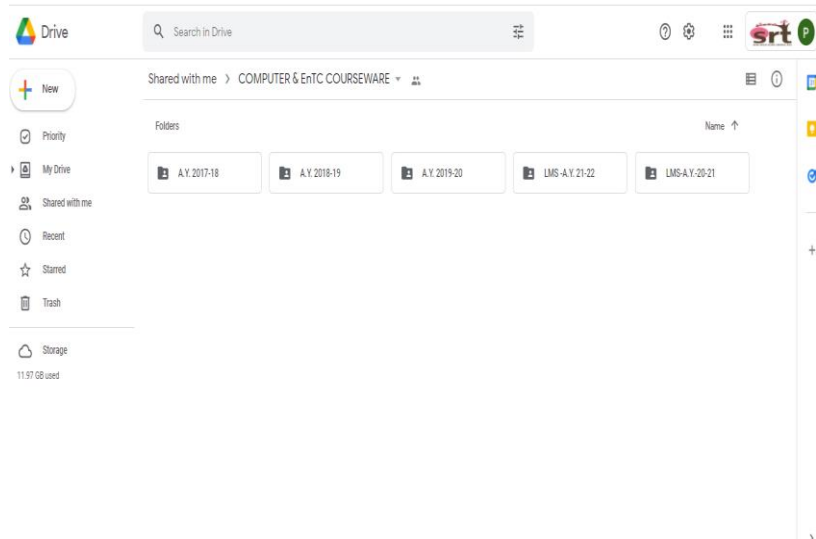 Drive
Search in Drive
srt
P
New
Shared with me > COMPUTER & EnTC COURSEWARE
Priority
My Drive
Shared with me
Recent
Starred
Trash
Storage
11.97 GB used
Folders
Name ↑
A.Y. 2017-18
A.Y. 2018-19
A.Y. 2019-20
LMS -A.Y. 21-22
LMS-A.Y.-20-21